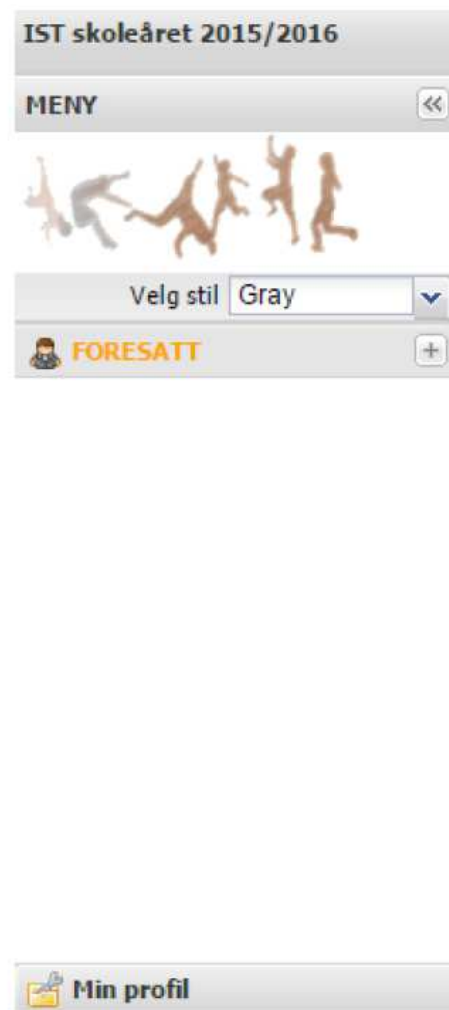 IST skoleåret 2015/2016
MENY
Velg stil Gray
FORESATT
Min profil